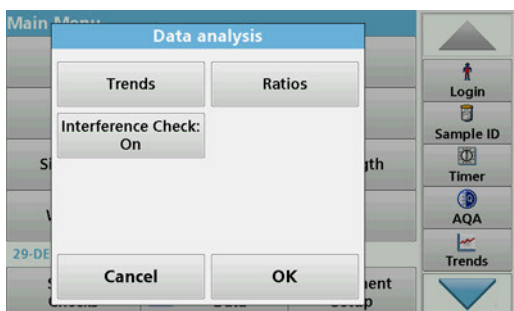 Main Menu
Data analysis
Trends
Ratios
Interference Check:
On
Cancel
OK
29-DE
Login
Sample ID
Timer
AQA
Trends